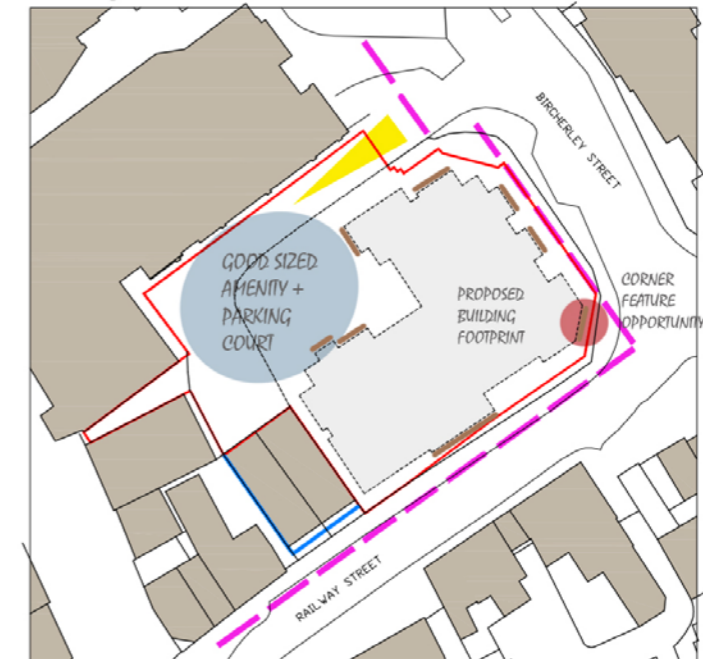 BIRCHERLEY STREET
GOOD SIZED
AMENITY +
PARKING
COURT
PROPOSED
BUILDING
FOOTPRINT
CORNER
FEATURE
OPPORTUNITY
RAILWAY STREET